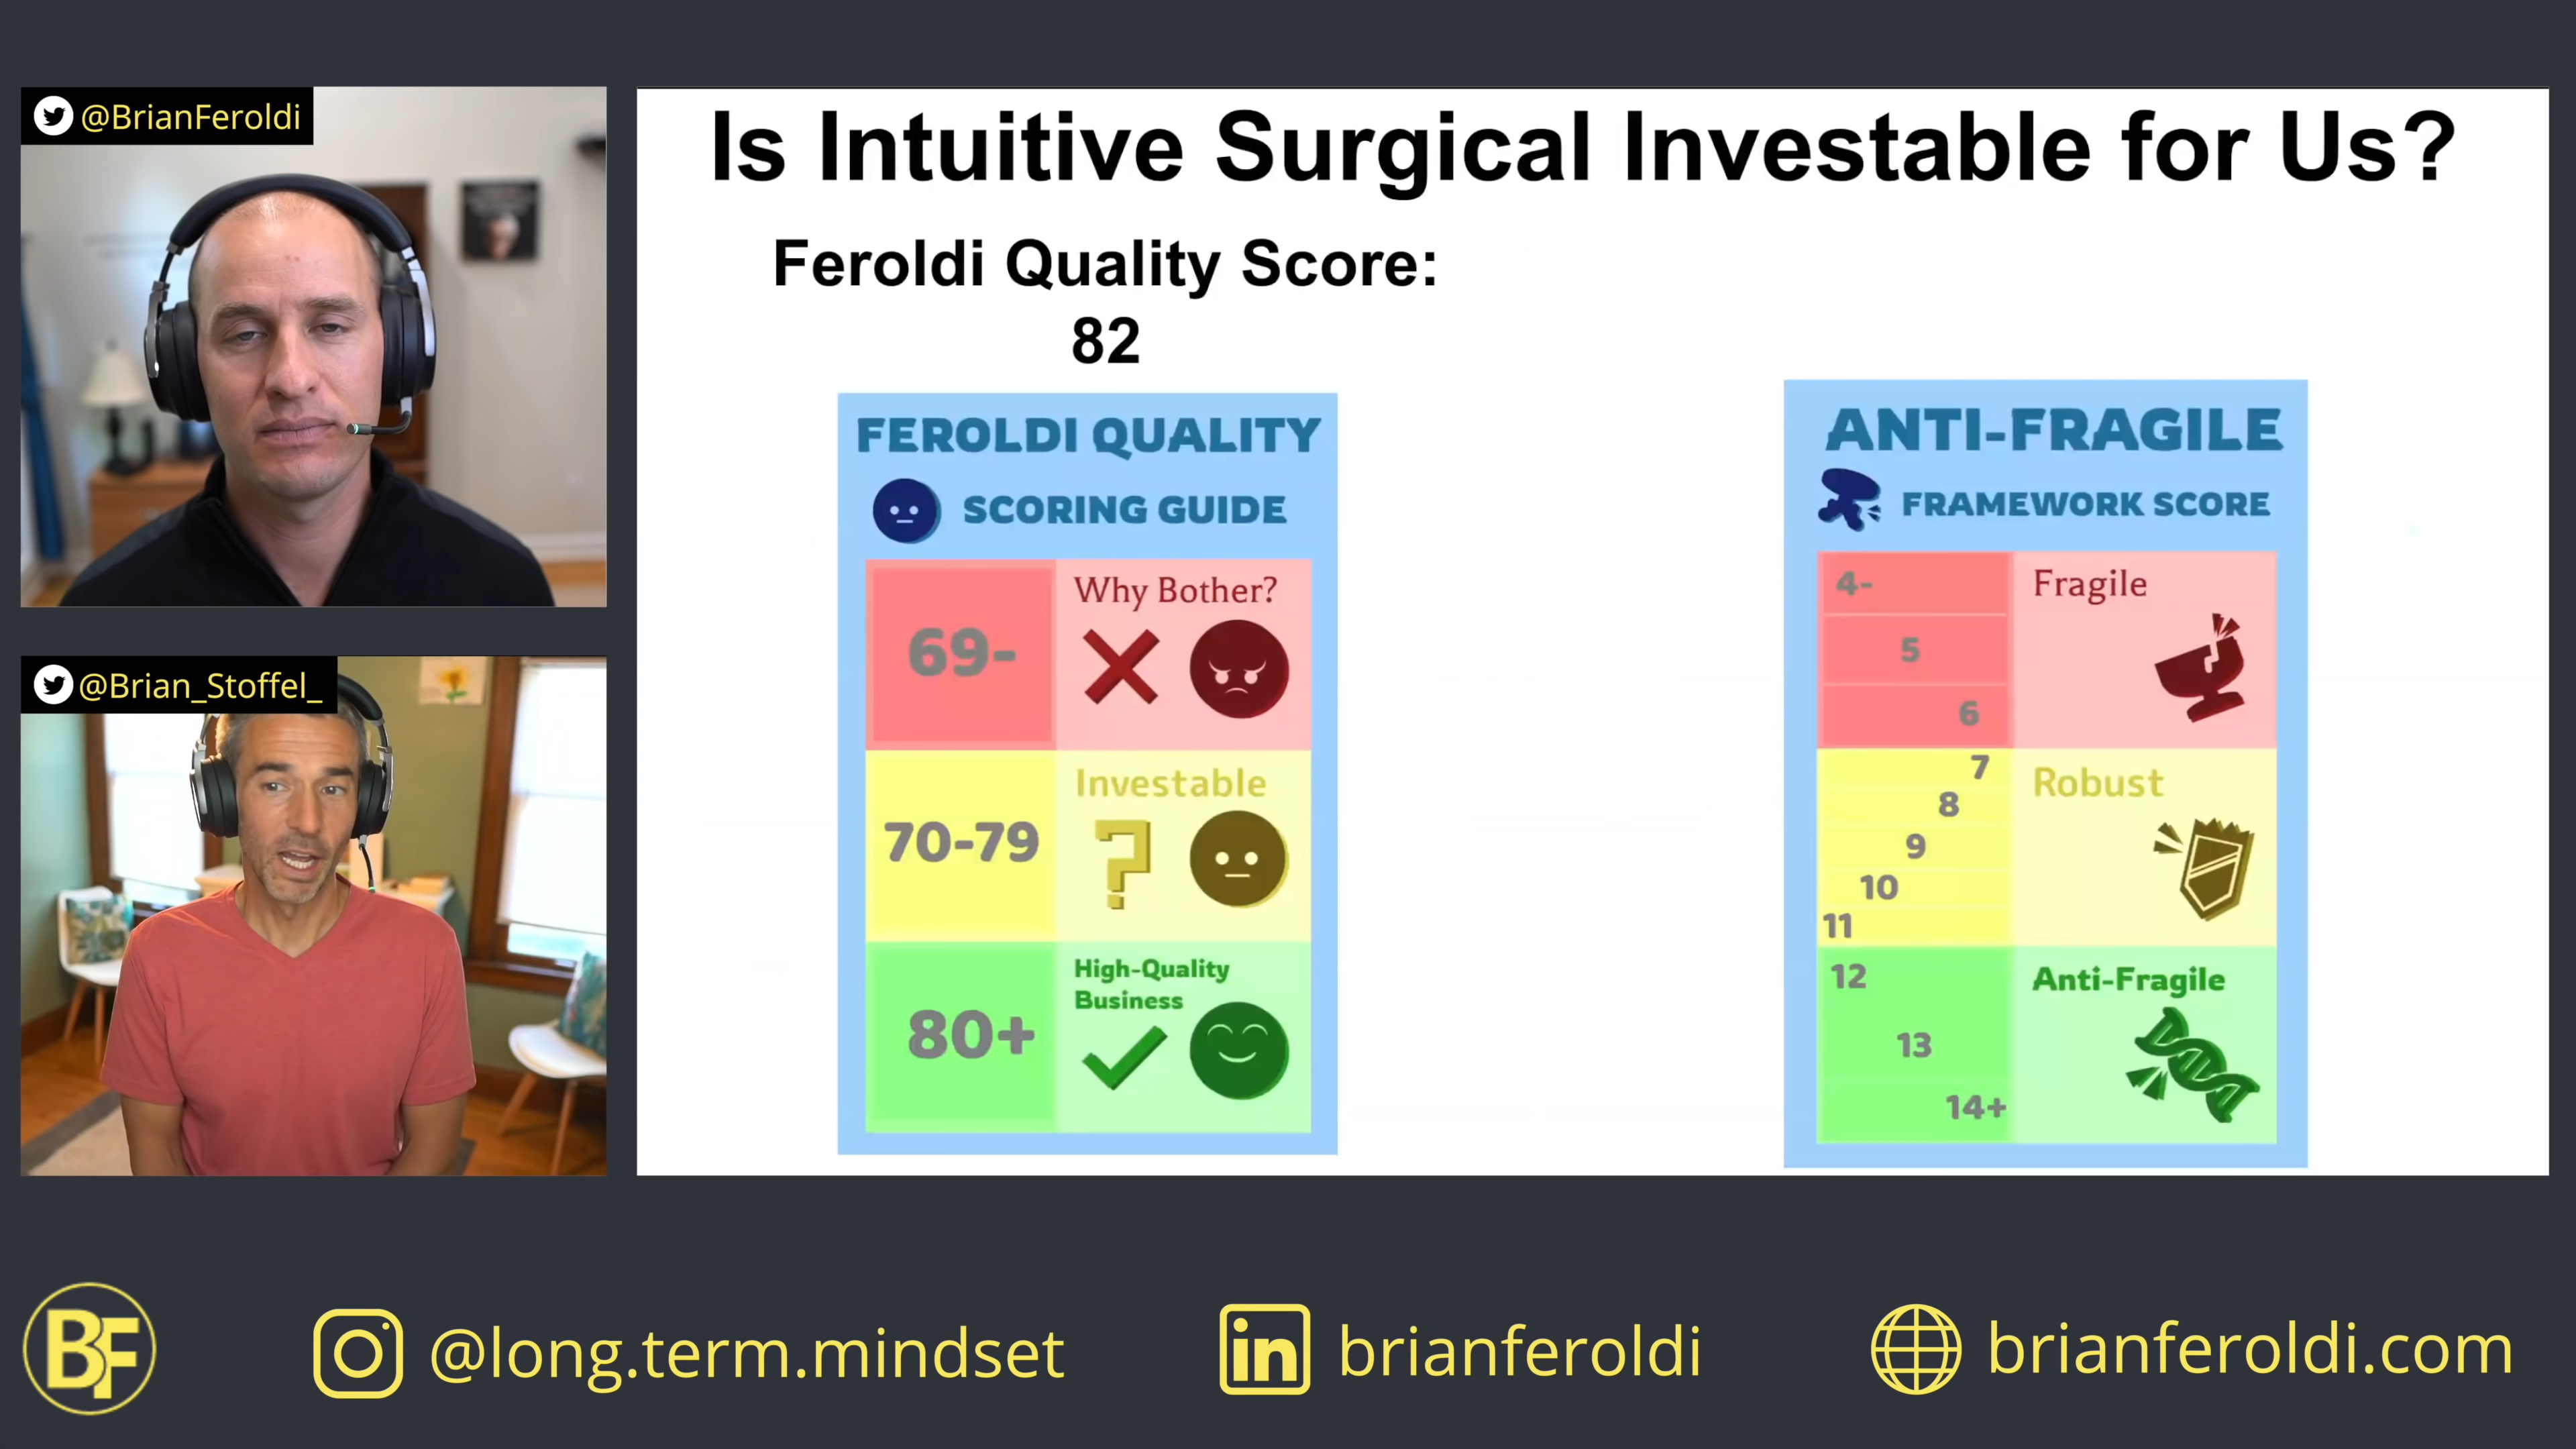 @BrianFeroldi
@Brian_Stoffel_
Is Intuitive Surgical Investable for Us?
Feroldi Quality Score:
82
FEROLDI QUALITY
SCORING GUIDE
69-
Why Bother?
70-79
Investable
?
80+
High-Quality
Business
ANTI-FRAGILE
FRAMEWORK SCORE
4-
Fragile
5
6
7
Robust
8
9
10
11
12
Anti-Fragile
13
14+
BF
@long.term.mindset
in
brianferoldi
brianferoldi.com